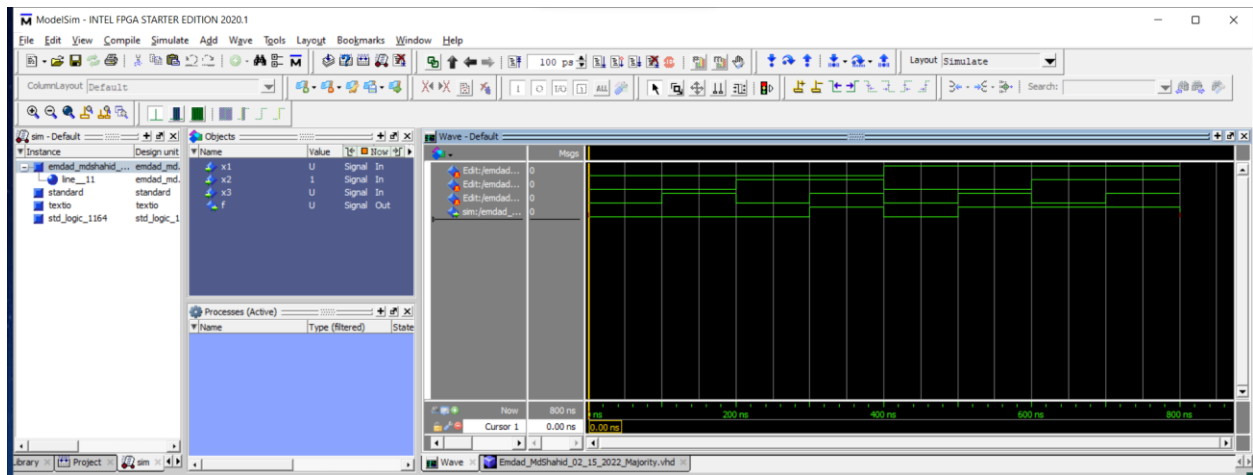 ModelSim - INTEL FPGA STARTER EDITION 2020.1
File Edit View Compile Simulate Add Wave Tools Layout Bookmarks Window Help
100 ps Layout Simulate
ColumnLayout Default Search:
sim - Default
Instance Design unit
emdad_mdshahid_... emdad_md.
line__11 emdad_md.
standard standard
textio textio
std_logic_1164 std_logic_1
Objects
Name Value Now
x1 U Signal In
x2 1 Signal In
x3 U Signal In
f U Signal Out
Processes (Active)
Name Type (filtered) State
Wave - Default
Msgs
Edit:/emdad... 0
Edit:/emdad... 0
Edit:/emdad... 0
sim:/emdad_... 0
Now 800 ns ns 200 ns 400 ns 600 ns 800 ns
Cursor 1 0.00 ns 0.00 ns
Library Project sim Wave Emdad_MdShahid_02_15_2022_Majority.vhd